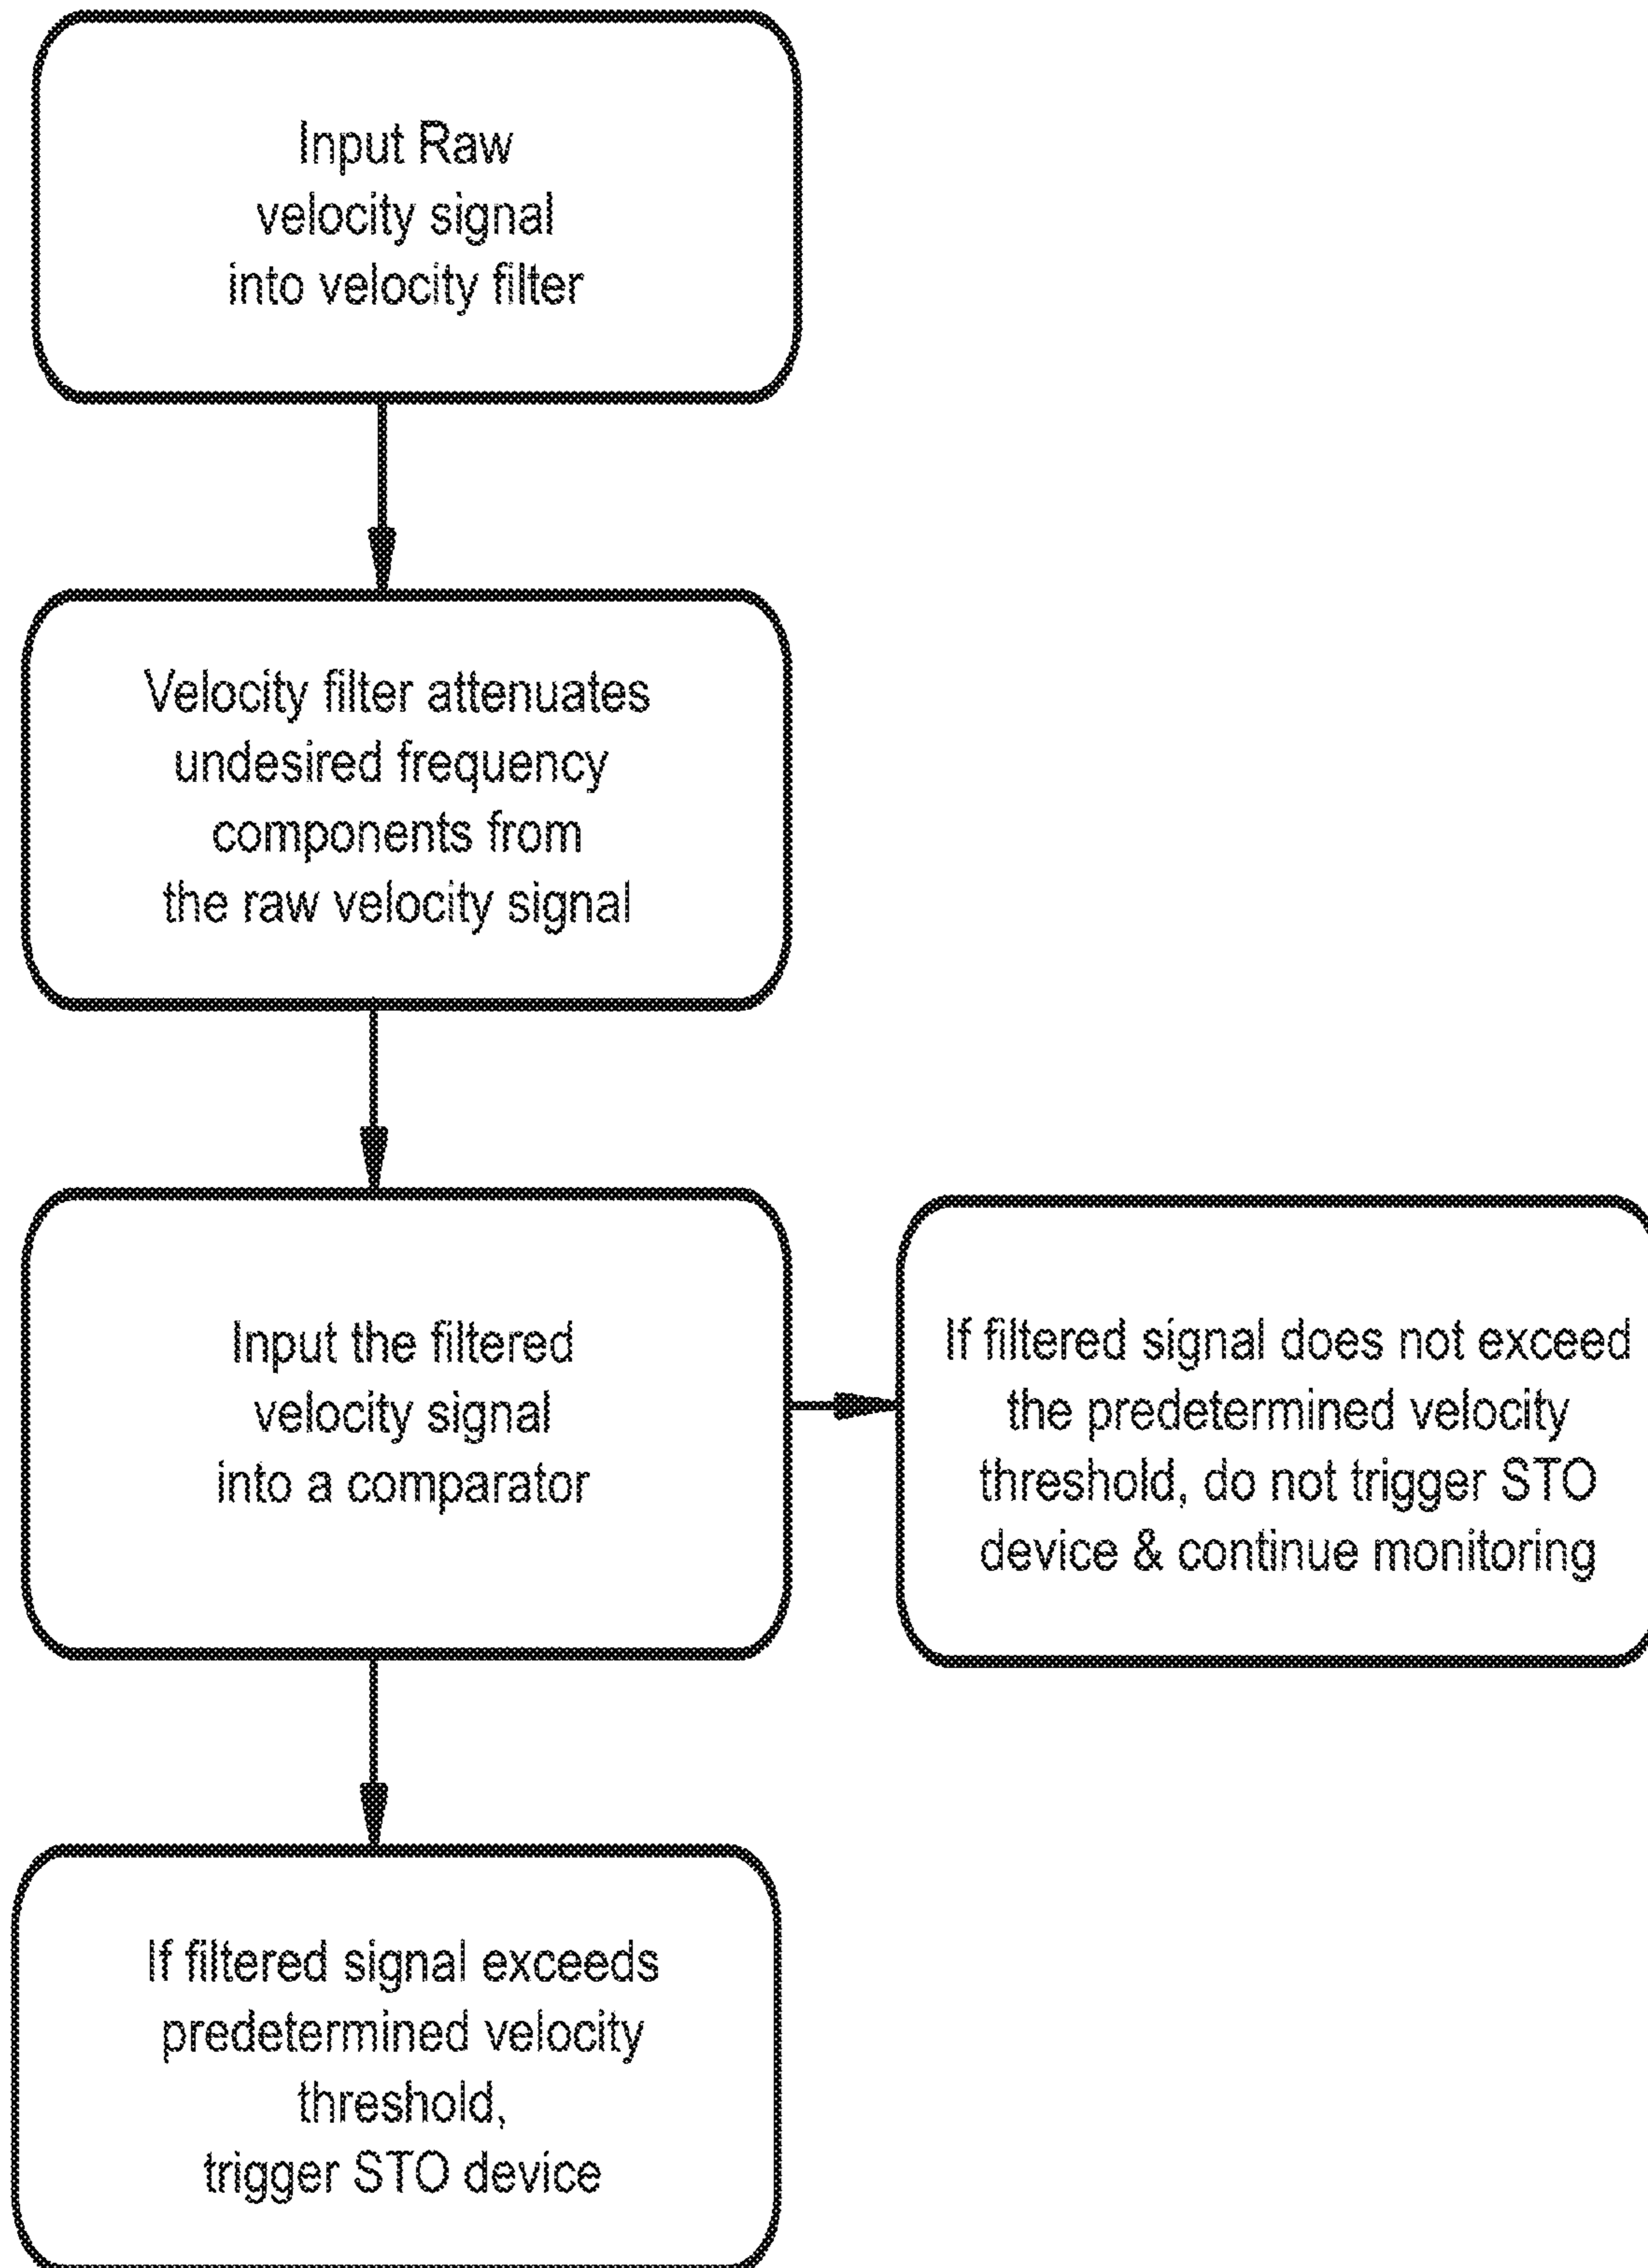 Input Raw
velocity signal
into velocity filter
Velocity filter attenuates
undesired frequency
components from
the raw velocity signal
Input the filtered
velocity signal
into a comparator
If filtered signal does not exceed
the predetermined velocity
threshold, do not trigger STO
device & continue monitoring
If filtered signal exceeds
predetermined velocity
threshold,
trigger STO device